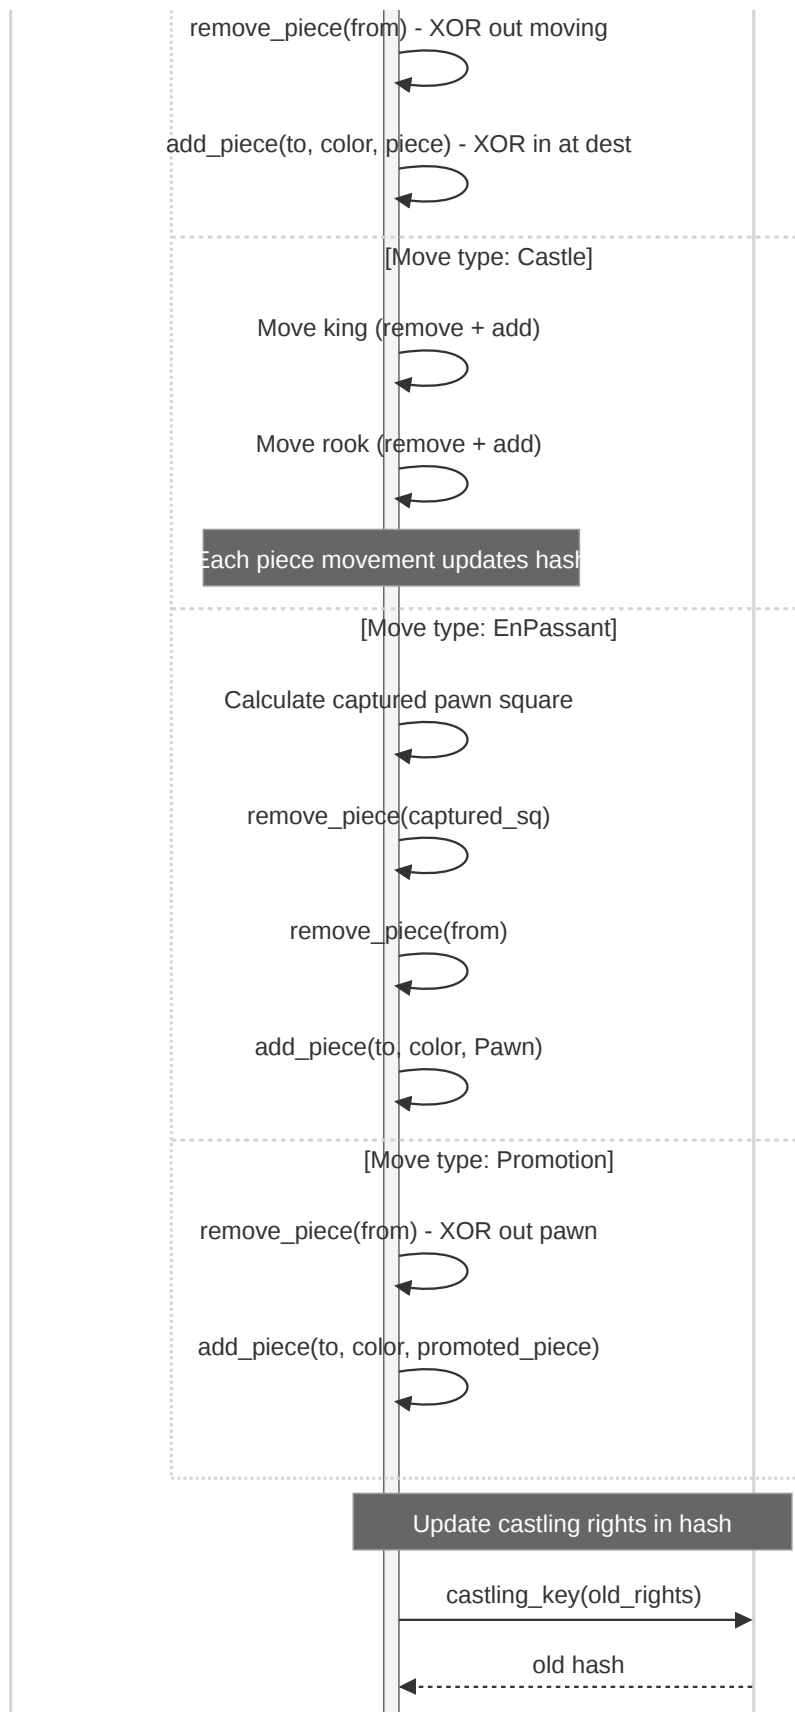 remove_piece(from) - XOR out moving
add_piece(to, color, piece) - XOR in at dest
[Move type: Castle]
Move king (remove + add)
Move rook (remove + add)
Each piece movement updates hash
[Move type: EnPassant]
Calculate captured pawn square
remove_piece(captured_sq)
remove_piece(from)
add_piece(to, color, Pawn)
[Move type: Promotion]
remove_piece(from) - XOR out pawn
add_piece(to, color, promoted_piece)
Update castling rights in hash
castling_key(old_rights)
old hash